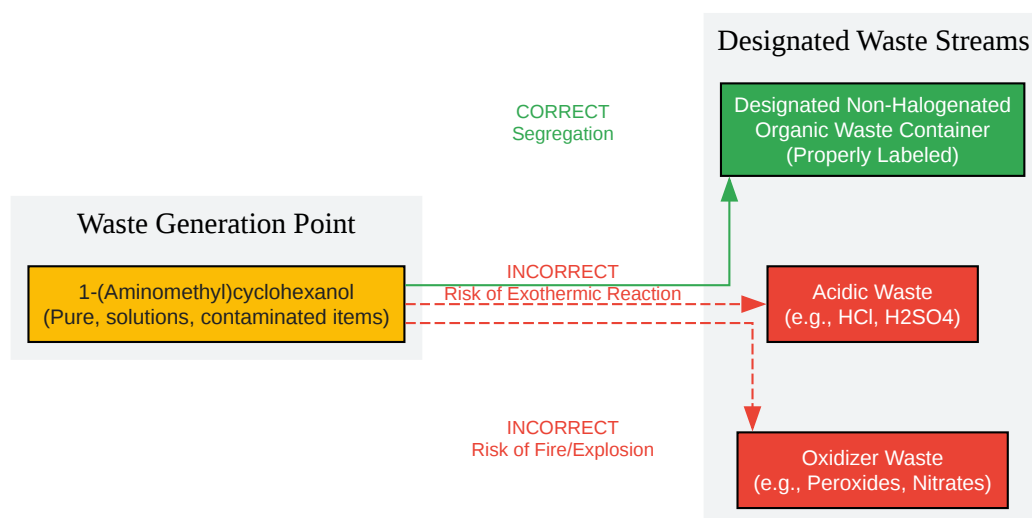 Designated Waste Streams
CORRECT
Segregation
Designated Non-Halogenated
Organic Waste Container
(Properly Labeled)
Waste Generation Point
1-(Aminomethyl)cyclohexanol
(Pure, solutions, contaminated items)
INCORRECT
Risk of Exothermic Reaction
Acidic Waste
(e.g., HCl, H2SO4)
INCORRECT
Risk of Fire/Explosion
Oxidizer Waste
(e.g., Peroxides, Nitrates)